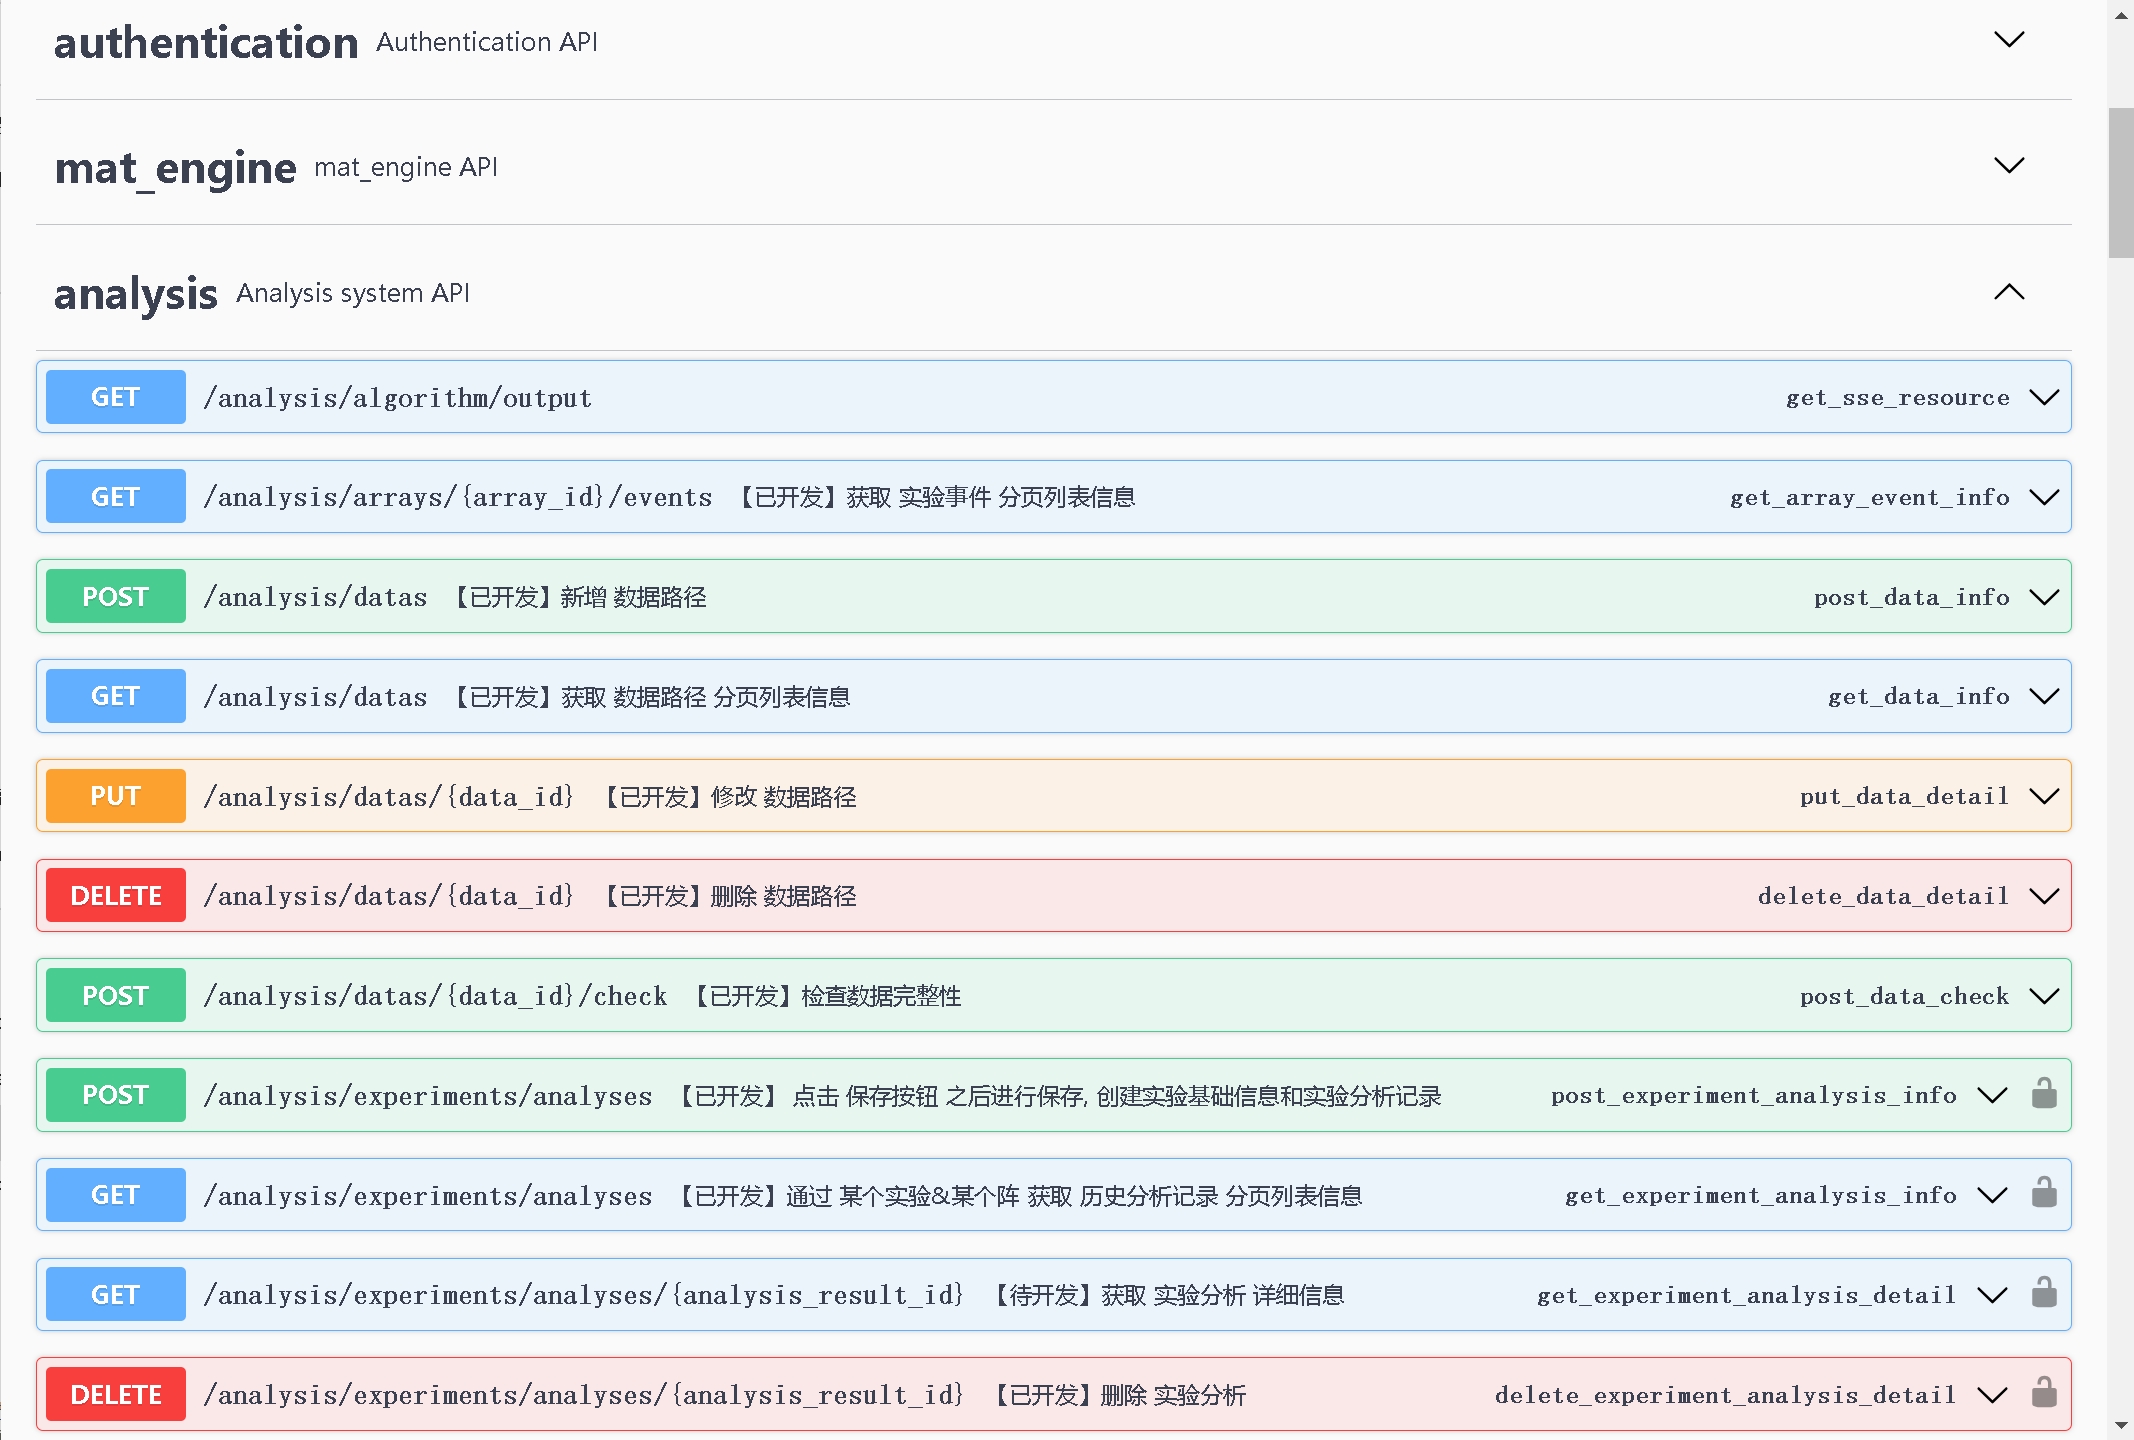 authentication Authentication API
mat_engine mat_engine API
analysis Analysis system API
GET /analysis/algorithm/output get_sse_resource
GET /analysis/arrays/{array_id}/events 【已开发】获取 实验事件 分页列表信息 get_array_event_info
POST /analysis/datas 【已开发】新增 数据路径 post_data_info
GET /analysis/datas 【已开发】获取 数据路径 分页列表信息 get_data_info
PUT /analysis/datas/{data_id} 【已开发】修改 数据路径 put_data_detail
DELETE /analysis/datas/{data_id} 【已开发】删除 数据路径 delete_data_detail
POST /analysis/datas/{data_id}/check 【已开发】检查数据完整性 post_data_check
POST /analysis/experiments/analyses 【已开发】 点击 保存按钮 之后进行保存, 创建实验基础信息和实验分析记录 post_experiment_analysis_info
GET /analysis/experiments/analyses 【已开发】通过 某个实验&某个阵 获取 历史分析记录 分页列表信息 get_experiment_analysis_info
GET /analysis/experiments/analyses/{analysis_result_id} 【待开发】获取 实验分析 详细信息 get_experiment_analysis_detail
DELETE /analysis/experiments/analyses/{analysis_result_id} 【已开发】删除 实验分析 delete_experiment_analysis_detail